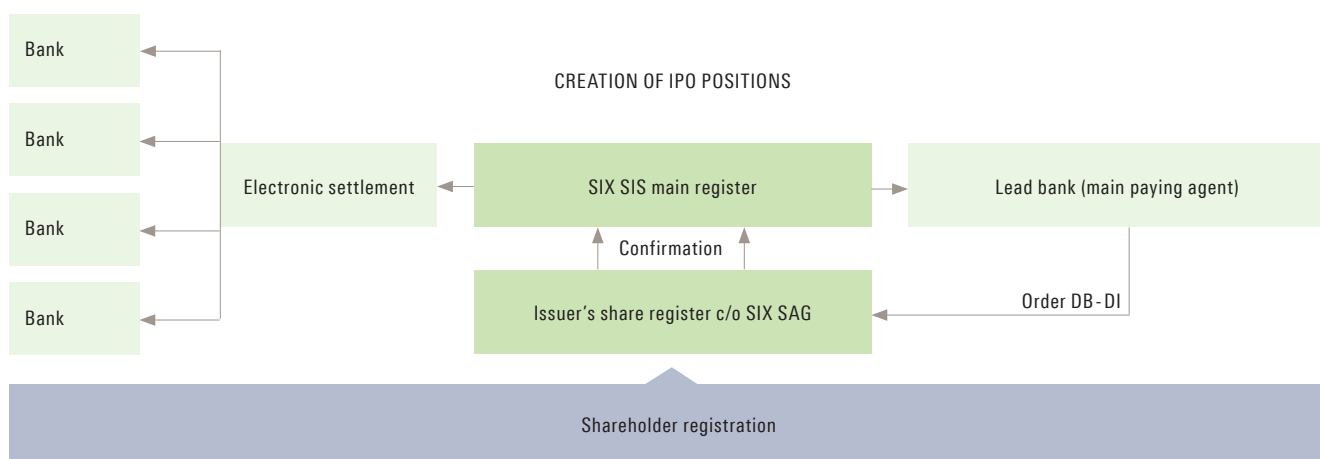 Bank
CREATION OF IPO POSITIONS
Bank
Electronic settlement
SIX SIS main register
Lead bank (main paying agent)
Bank
Confirmation
Order DB-DI
Bank
Issuer's share register c/o SIX SAG
Shareholder registration